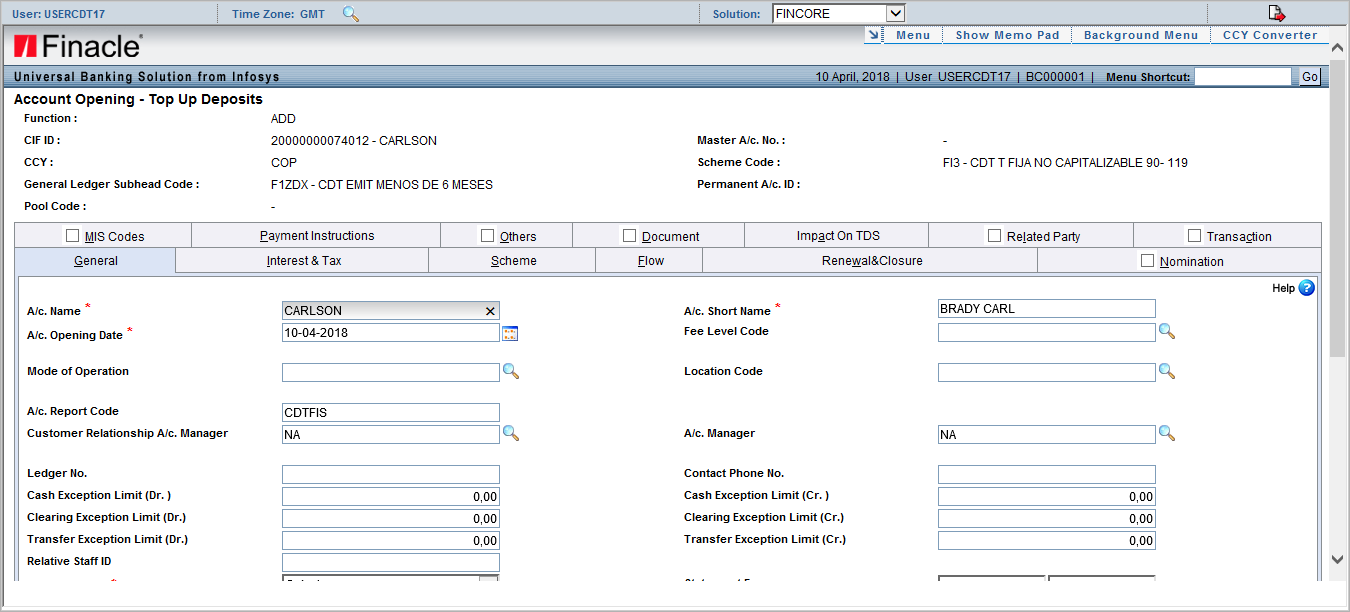 User: USERCDT17 Time Zone: GMT Solution: FINCORE
Finacle
Menu Show Memo Pad Background Menu CCY Converter
Universal Banking Solution from Infosys 10 April, 2018 | User USERCDT17 | BC000001 | Menu Shortcut: Go
Account Opening - Top Up Deposits
Function : ADD
CIF ID : 20000000074012 - CARLSON Master A/c. No. : -
CCY : COP Scheme Code : FI3 - CDT T FIJA NO CAPITALIZABLE 90- 119
General Ledger Subhead Code : F1ZDX - CDT EMIT MENOS DE 6 MESES Permanent A/c. ID :
Pool Code : -
MIS Codes Payment Instructions Others Document Impact On TDS Related Party Transaction
General Interest & Tax Scheme Flow Renewal&Closure Nomination
Help ?
A/c. Name * CARLSON × A/c. Short Name * BRADY CARL
A/c. Opening Date * 10-04-2018 Fee Level Code
Mode of Operation Location Code
A/c. Report Code CDTFIS
Customer Relationship A/c. Manager NA A/c. Manager NA
Ledger No. Contact Phone No.
Cash Exception Limit (Dr. ) 0,00 Cash Exception Limit (Cr. ) 0,00
Clearing Exception Limit (Dr.) 0,00 Clearing Exception Limit (Cr.) 0,00
Transfer Exception Limit (Dr.) 0,00 Transfer Exception Limit (Cr.) 0,00
Relative Staff ID